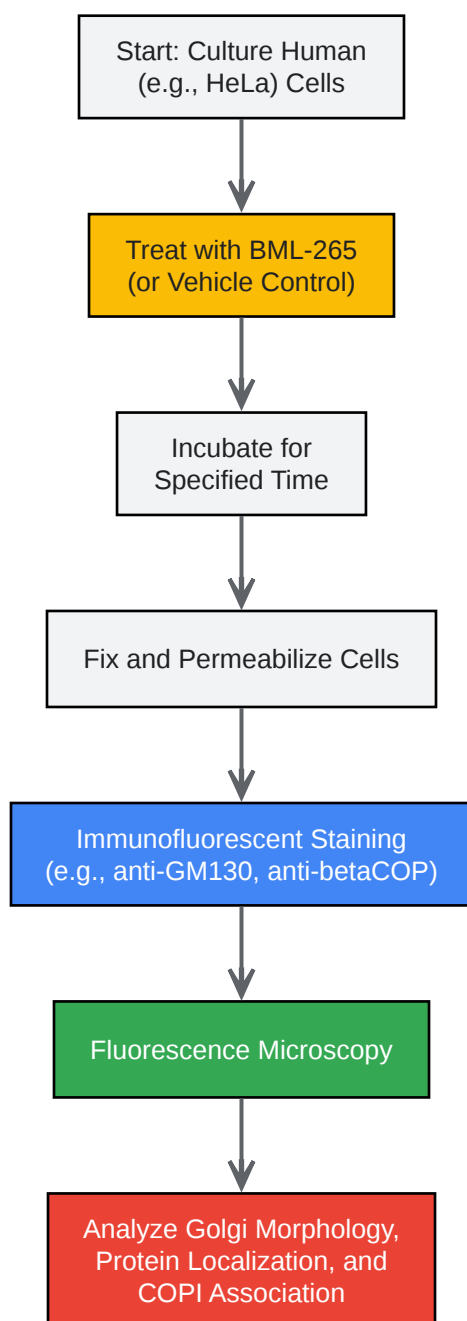 Start: Culture Human
(e.g., HeLa) Cells
Treat with BML-265
(or Vehicle Control)
Incubate for
Specified Time
Fix and Permeabilize Cells
Immunofluorescent Staining
(e.g., anti-GM130, anti-betaCOP)
Fluorescence Microscopy
Analyze Golgi Morphology,
Protein Localization, and
COPI Association